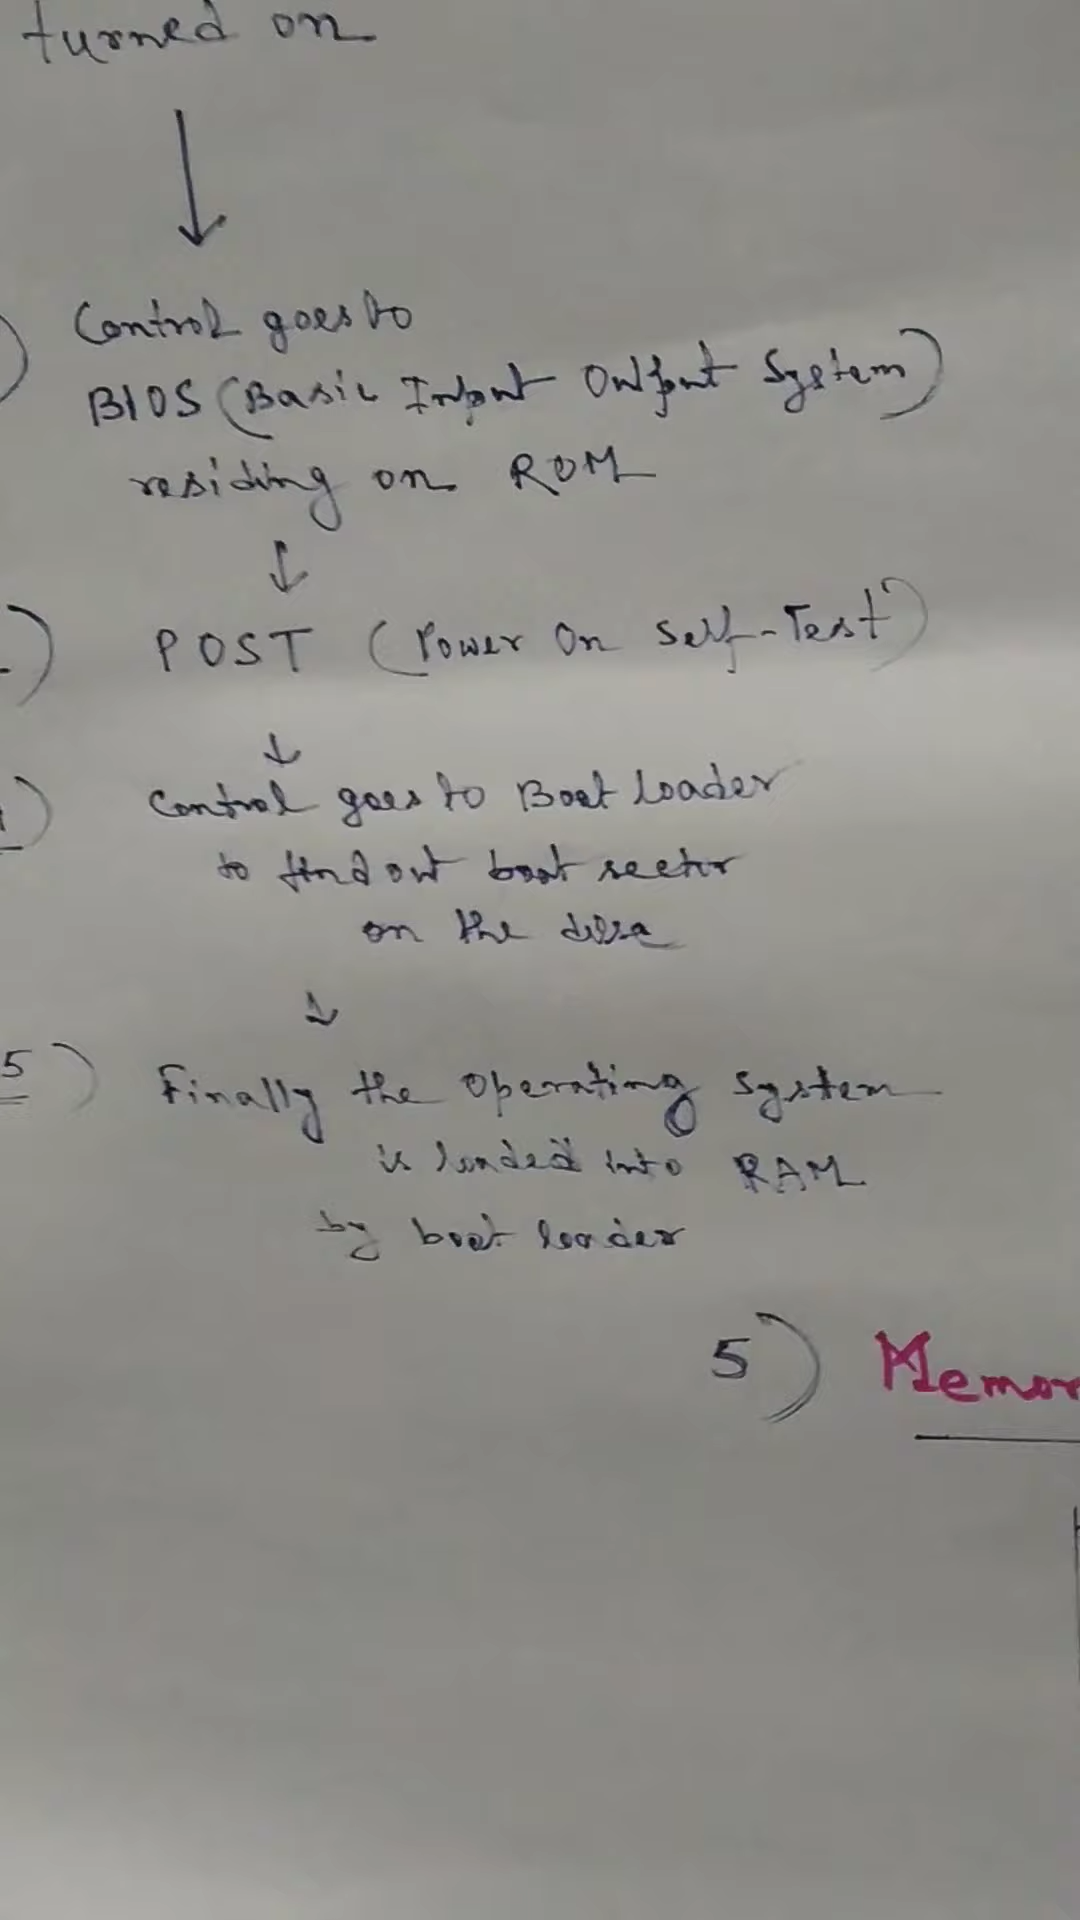 turned on
↓
) Control goes to
BIOS (Basic Input Output System)
residing on ROM
↓
) POST (Power On Self-Test)
↓
) Control goes to Boot loader
to find out boot sector
on the
↓
5) Finally the operating system
is loaded into RAM
by boot loader
5) Memor